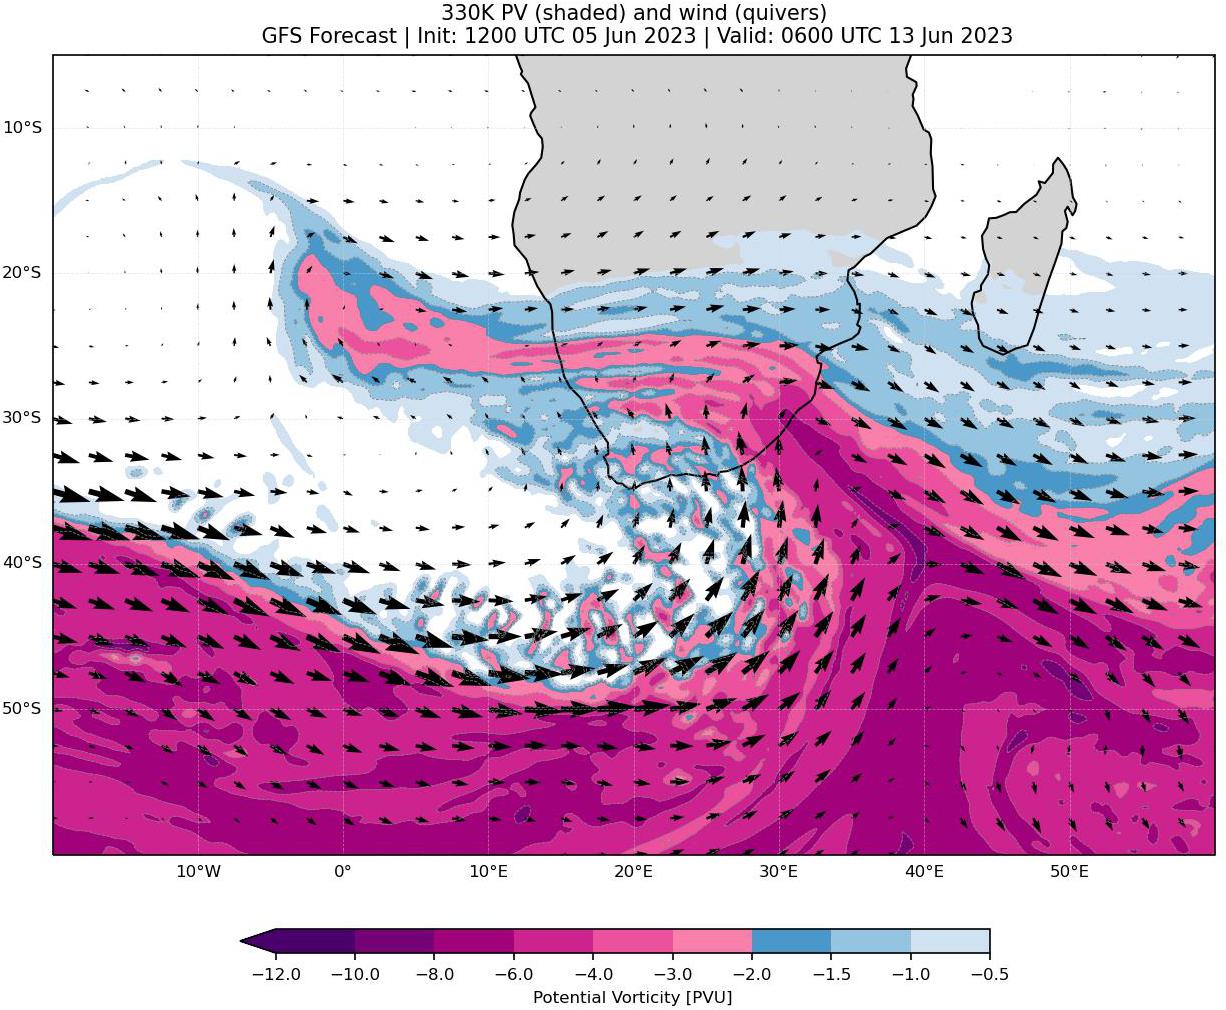 330K PV (shaded) and wind (quivers)
GFS Forecast | Init: 1200 UTC 05 Jun 2023 | Valid: 0600 UTC 13 Jun 2023
10°S
20°S
30°S
40°S
50°S
10°W 0° 10°E 20°E 30°E 40°E 50°E
−12.0 −10.0 −8.0 −6.0 −4.0 −3.0 −2.0 −1.5 −1.0 −0.5
Potential Vorticity [PVU]